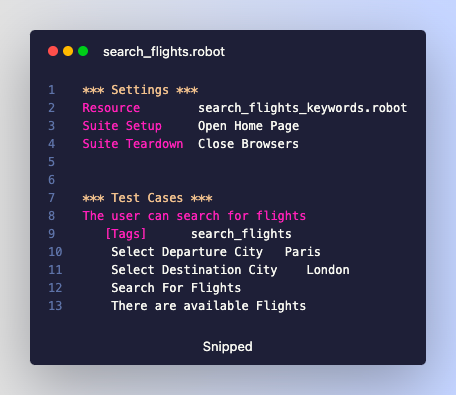 search_flights.robot
1 *** Settings ***
2 Resource        search_flights_keywords.robot
3 Suite Setup     Open Home Page
4 Suite Teardown  Close Browsers
5
6
7 *** Test Cases ***
8 The user can search for flights
9    [Tags]      search_flights
10    Select Departure City   Paris
11    Select Destination City    London
12    Search For Flights
13    There are available Flights
Snipped